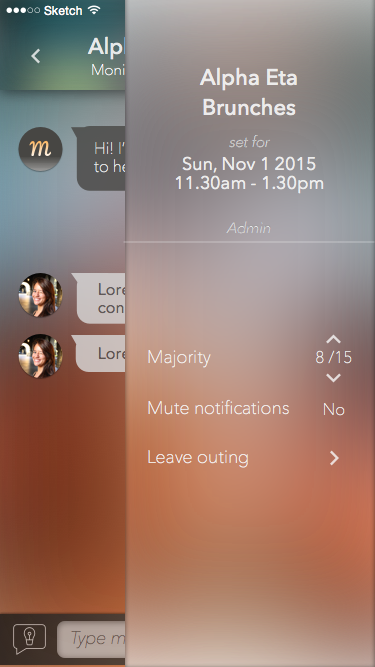 Sketch
Alp
Moni
Alpha Eta
Brunches
set for
Sun, Nov 1 2015
11.30am - 1.30pm
Admin
m
Hi! I'
to he
Lore
con
Lore
Majority
8 /15
Mute notifications
No
Leave outing
Type m